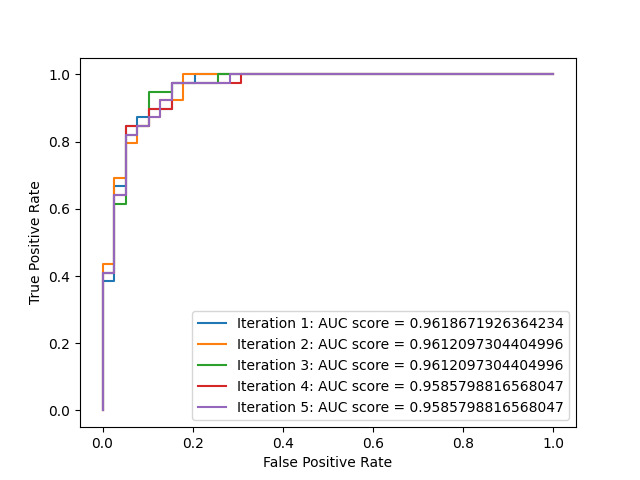 1.0
0.8
0.6
0.4
0.2
0.0
True Positive Rate
Iteration 1: AUC score = 0.9618671926364234
Iteration 2: AUC score = 0.9612097304404996
Iteration 3: AUC score = 0.9612097304404996
Iteration 4: AUC score = 0.9585798816568047
Iteration 5: AUC score = 0.9585798816568047
0.0 0.2 0.4 0.6 0.8 1.0
False Positive Rate